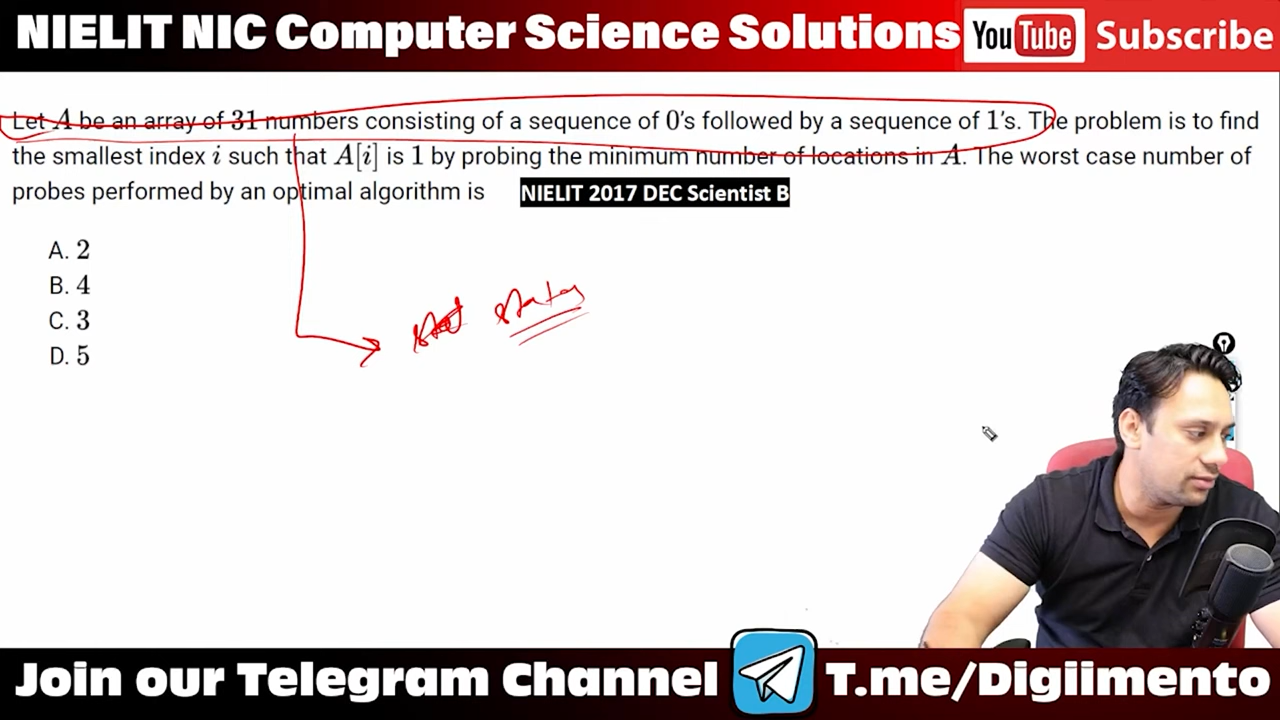 NIELIT NIC Computer Science Solutions YouTube Subscribe
Let A be an array of 31 numbers consisting of a sequence of 0's followed by a sequence of 1's. The problem is to find
the smallest index i such that A[i] is 1 by probing the minimum number of locations in A. The worst case number of
probes performed by an optimal algorithm is NIELIT 2017 DEC Scientist B
A. 2
B. 4
C. 3
D. 5
Join our Telegram Channel T.me/Digiimento